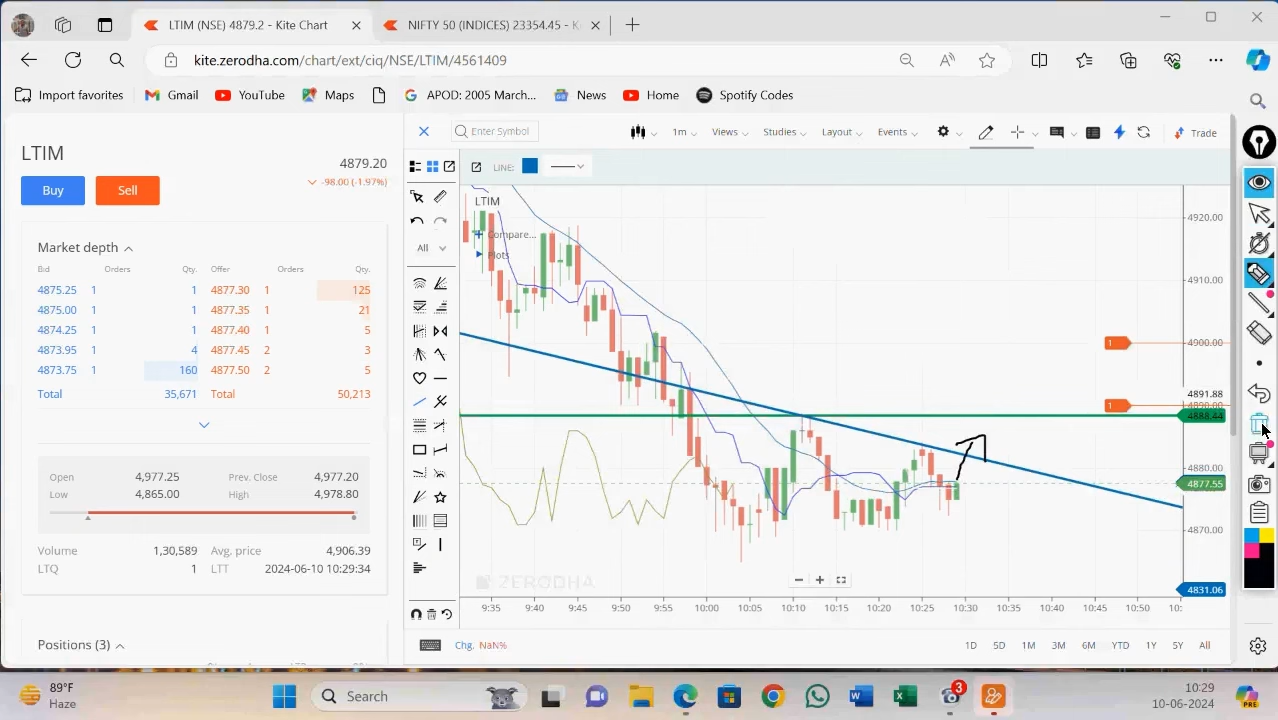 LTIM (NSE) 4879.2 - Kite Chart
NIFTY 50 (INDICES) 23354.45 - K
kite.zerodha.com/chart/ext/ciq/NSE/LTIM/4561409
Import favorites Gmail YouTube Maps APOD: 2005 March... News Home Spotify Codes
Enter Symbol 1m Views Studies Layout Events Trade
LTIM 4879.20
-98.00 (-1.97%)
Buy Sell
LINE:
All
LTIM
Compare...
Plots
Market depth
Bid Orders Qty. Offer Orders Qty.
4875.25 1 1 4877.30 1 125
4875.00 1 1 4877.35 1 21
4874.25 1 1 4877.40 1 5
4873.95 1 4 4877.45 2 3
4873.75 1 160 4877.50 2 5
Total 35,671 Total 50,213
Open 4,977.25 Prev. Close 4,977.20
Low 4,865.00 High 4,978.80
Volume 1,30,589 Avg. price 4,906.39
LTQ 1 LTT 2024-06-10 10:29:34
Positions (3)
4920.00
4910.00
1 4900.00
4891.88
1 4890.00
4888.44
4880.00
4877.55
4870.00
4831.06
ZERODHA
9:35 9:40 9:45 9:50 9:55 10:00 10:05 10:10 10:15 10:20 10:25 10:30 10:35 10:40 10:45 10:50 10:
Chg. NaN% 1D 5D 1M 3M 6M YTD 1Y 5Y All
89°F
Haze
Search
3
10:29
10-06-2024
PRE